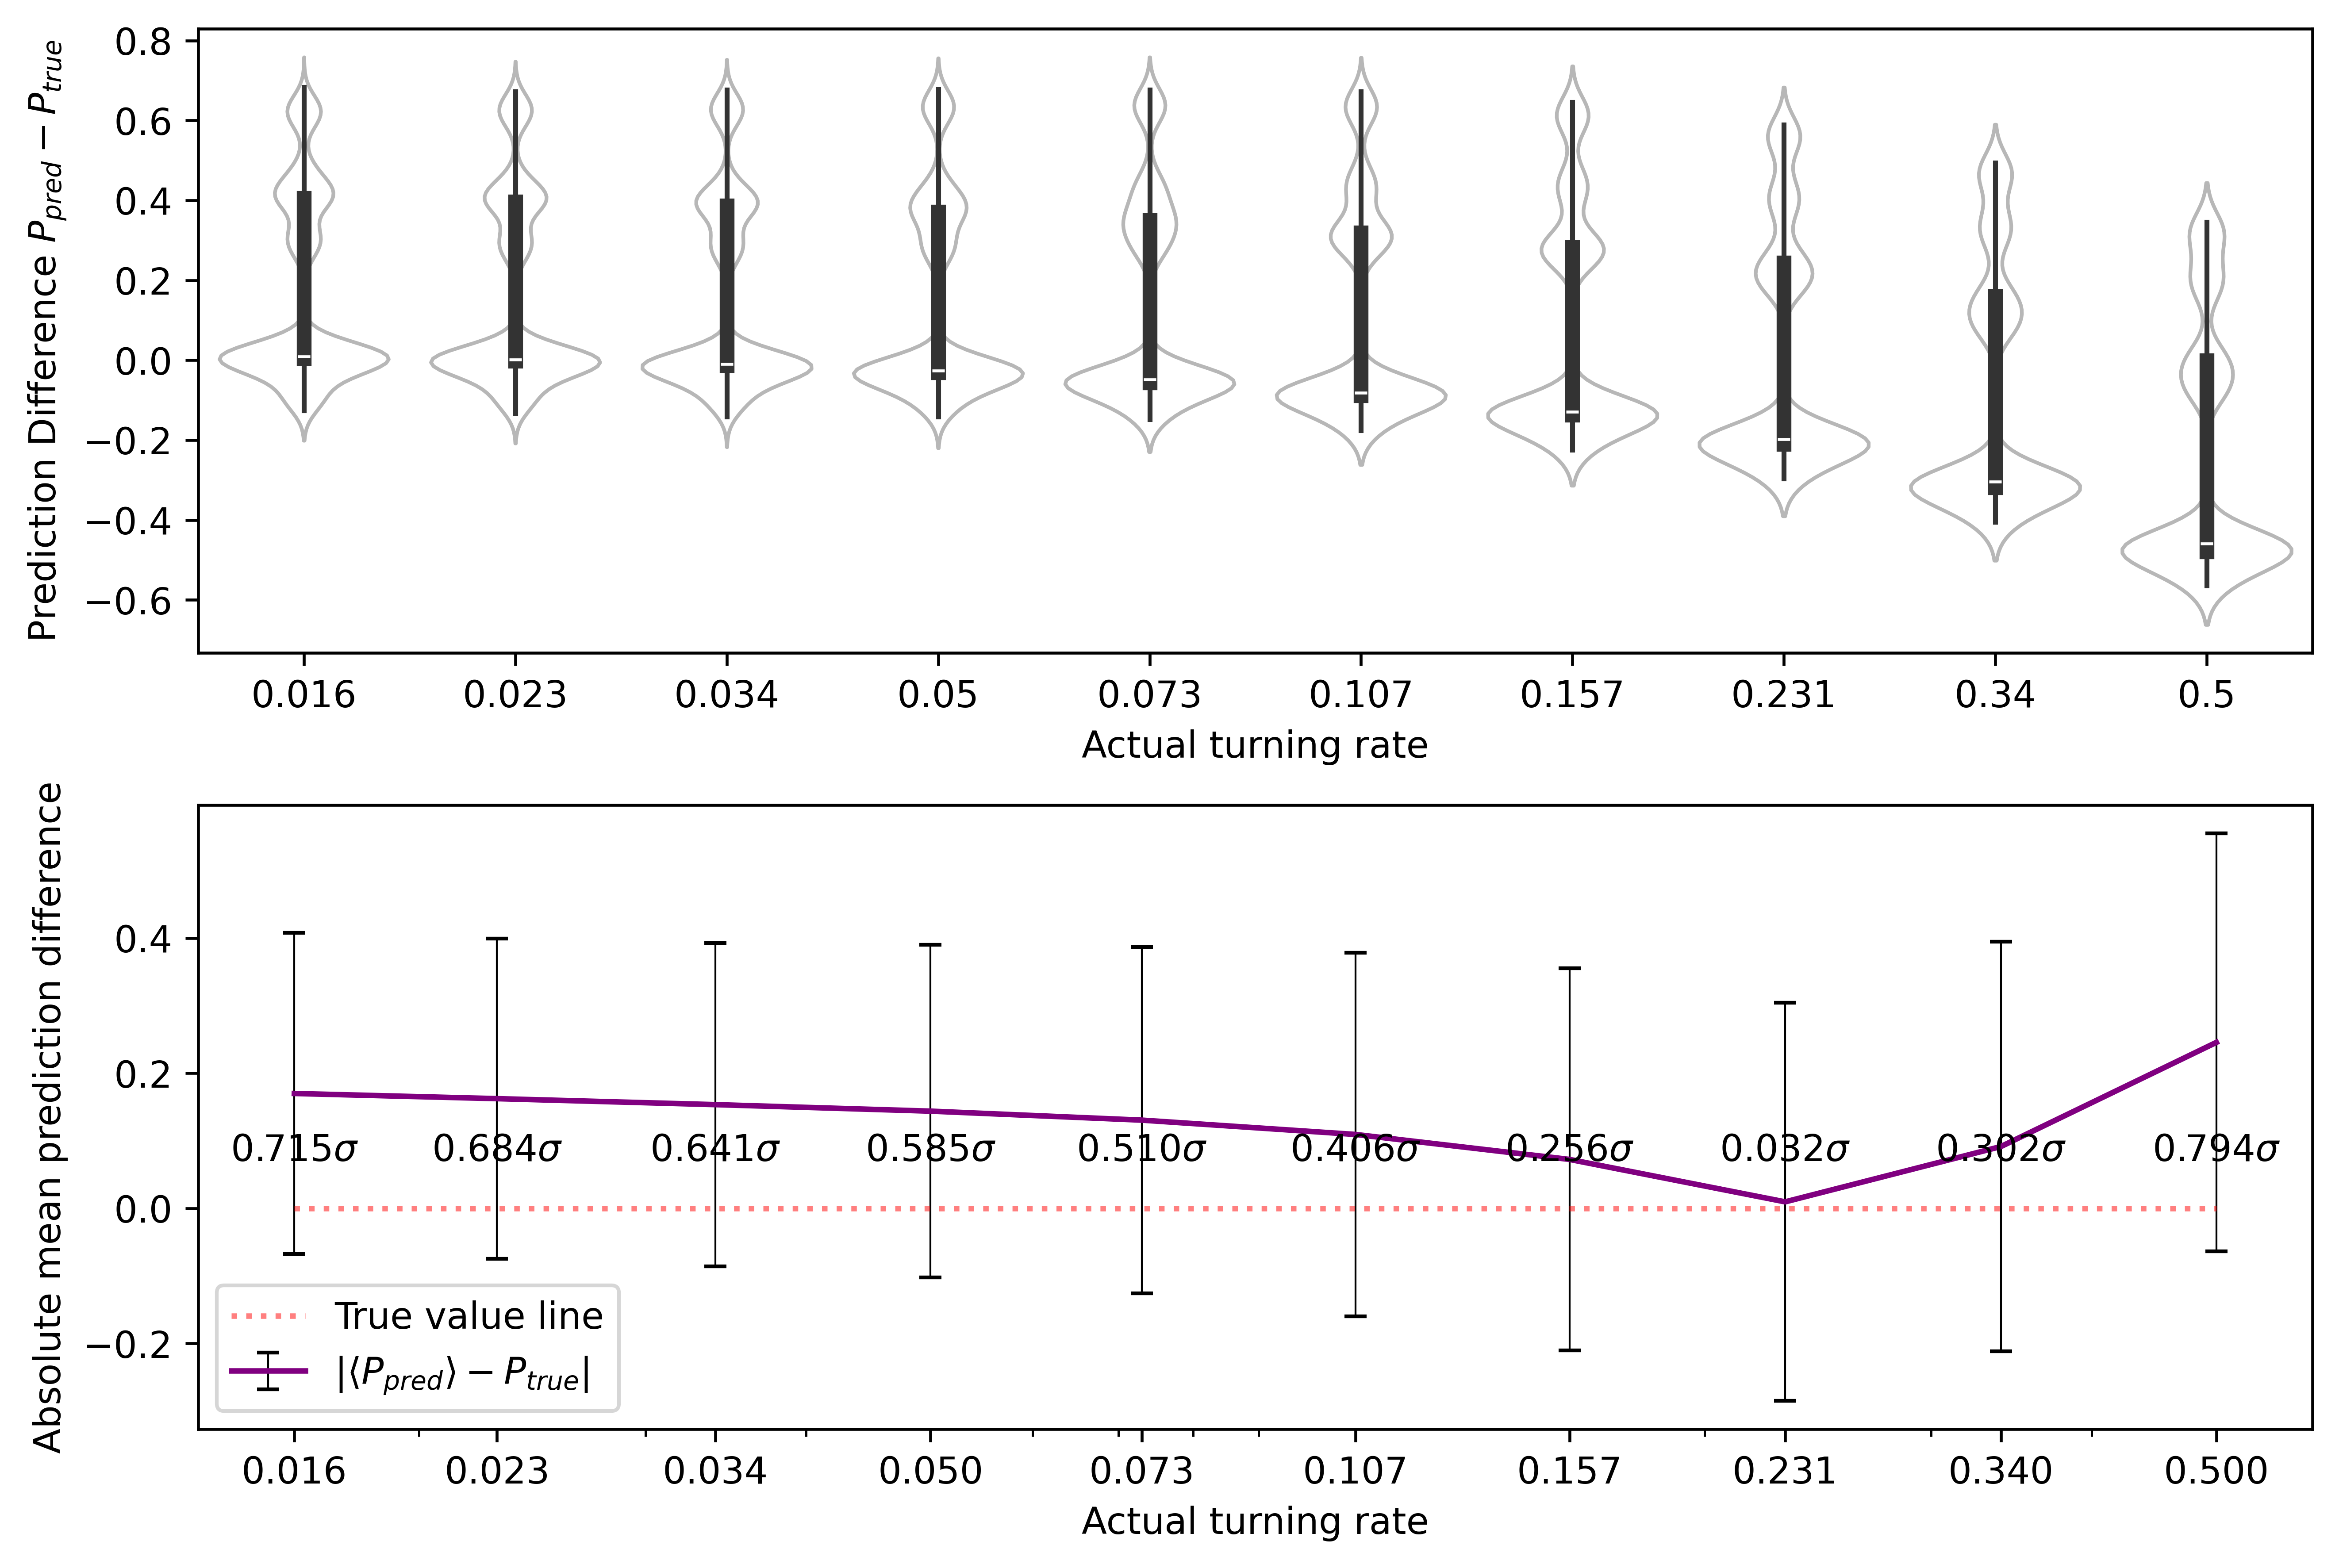 Prediction Difference P_pred − P_true
0.8
0.6
0.4
0.2
0.0
−0.2
−0.4
−0.6
0.016 0.023 0.034 0.05 0.073 0.107 0.157 0.231 0.34 0.5
Actual turning rate
Absolute mean prediction difference
0.4
0.2
0.0
−0.2
0.715σ 0.684σ 0.641σ 0.585σ 0.510σ 0.406σ 0.256σ 0.032σ 0.302σ 0.794σ
True value line
|⟨P_pred⟩ − P_true|
0.016 0.023 0.034 0.050 0.073 0.107 0.157 0.231 0.340 0.500
Actual turning rate